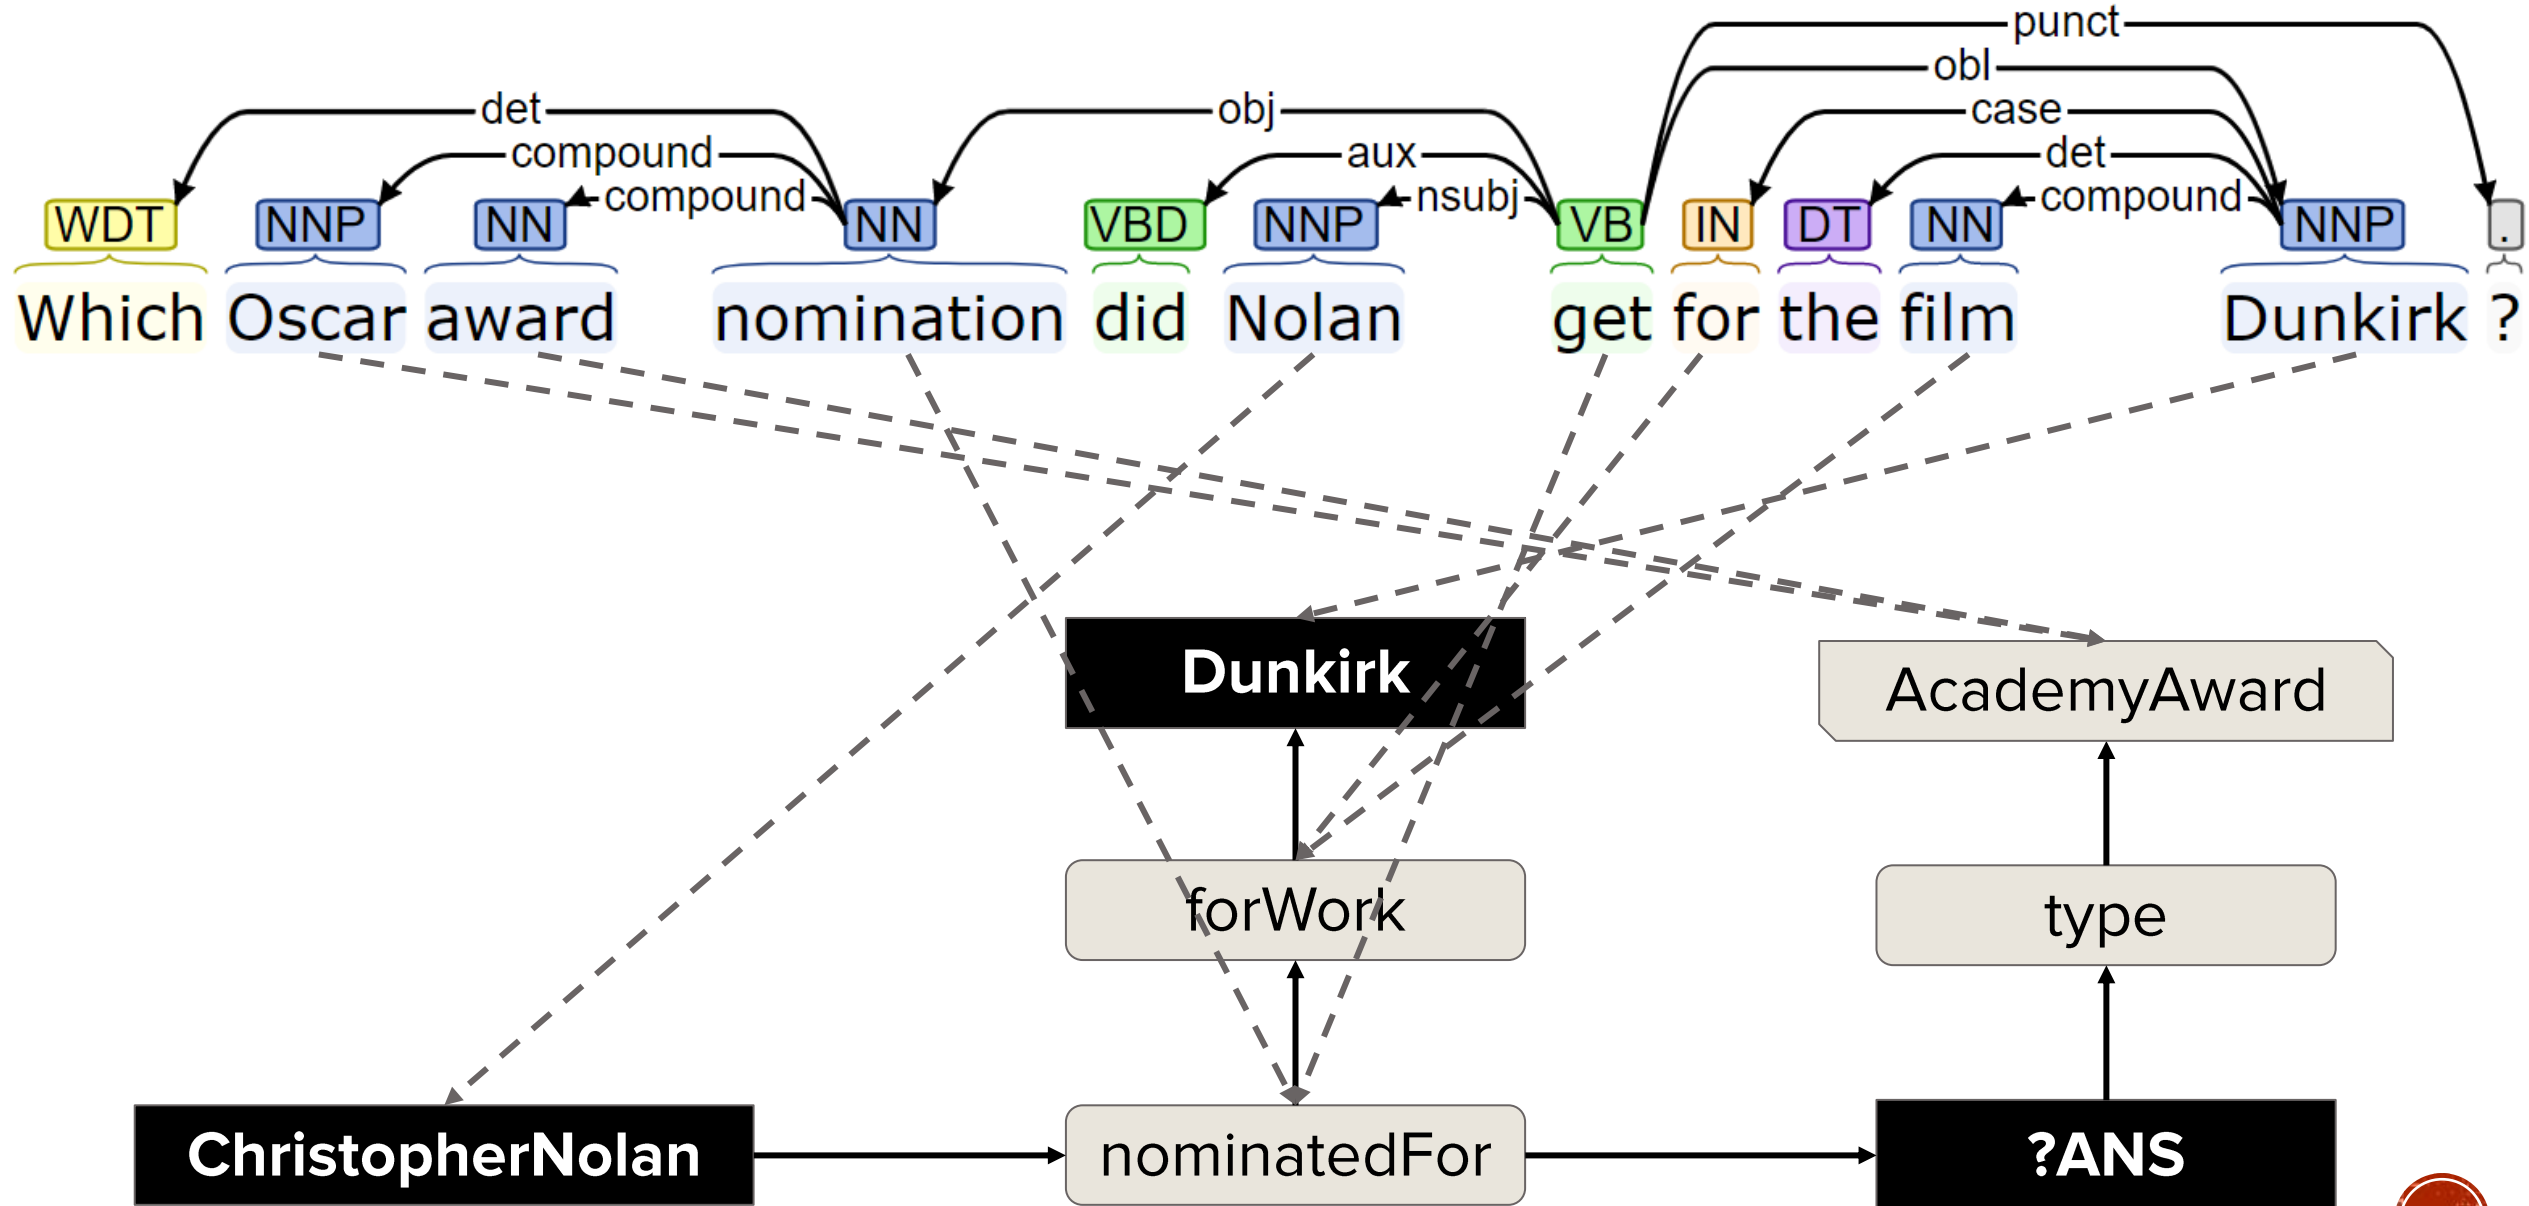 punct
obl
det obj case
compound aux det
compound nsubj compound
WDT NNP NN NN VBD NNP VB IN DT NN NNP .
Which Oscar award nomination did Nolan get for the film Dunkirk ?
Dunkirk
AcademyAward
forWork
type
ChristopherNolan nominatedFor ?ANS